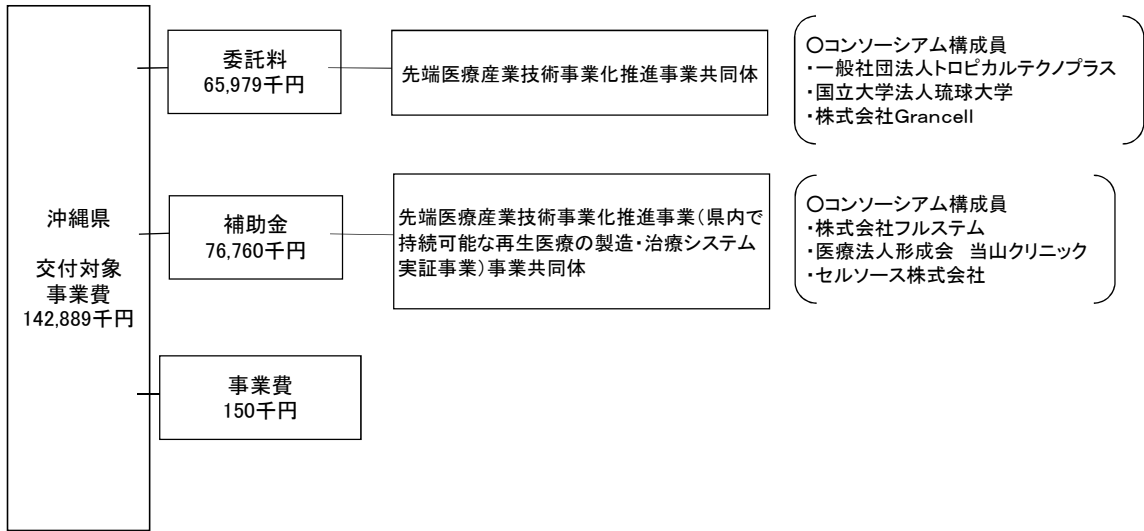 沖縄県
交付対象
事業費
142,889千円
委託料
65,979千円
先端医療産業技術事業化推進事業共同体
○コンソーシアム構成員
・一般社団法人トロピカルテクノプラス
・国立大学法人琉球大学
・株式会社Grancell
補助金
76,760千円
先端医療産業技術事業化推進事業(県内で
持続可能な再生医療の製造・治療システム
実証事業)事業共同体
○コンソーシアム構成員
・株式会社フルステム
・医療法人形成会　当山クリニック
・セルソース株式会社
事業費
150千円